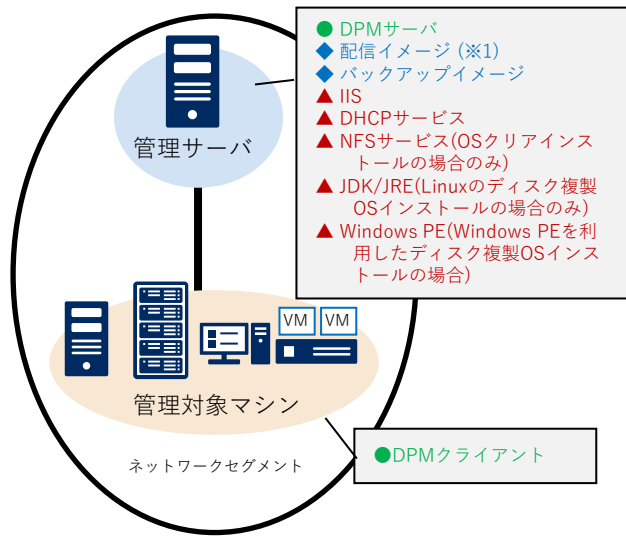 ● DPMサーバ
◆ 配信イメージ (※1)
◆ バックアップイメージ
▲ IIS
▲ DHCPサービス
▲ NFSサービス(OSクリアインス
トールの場合のみ)
▲ JDK/JRE(Linuxのディスク複製
OSインストールの場合のみ)
▲ Windows PE(Windows PEを利
用したディスク複製OSインス
トールの場合)
管理サーバ
VM VM
管理対象マシン
ネットワークセグメント
●DPMクライアント